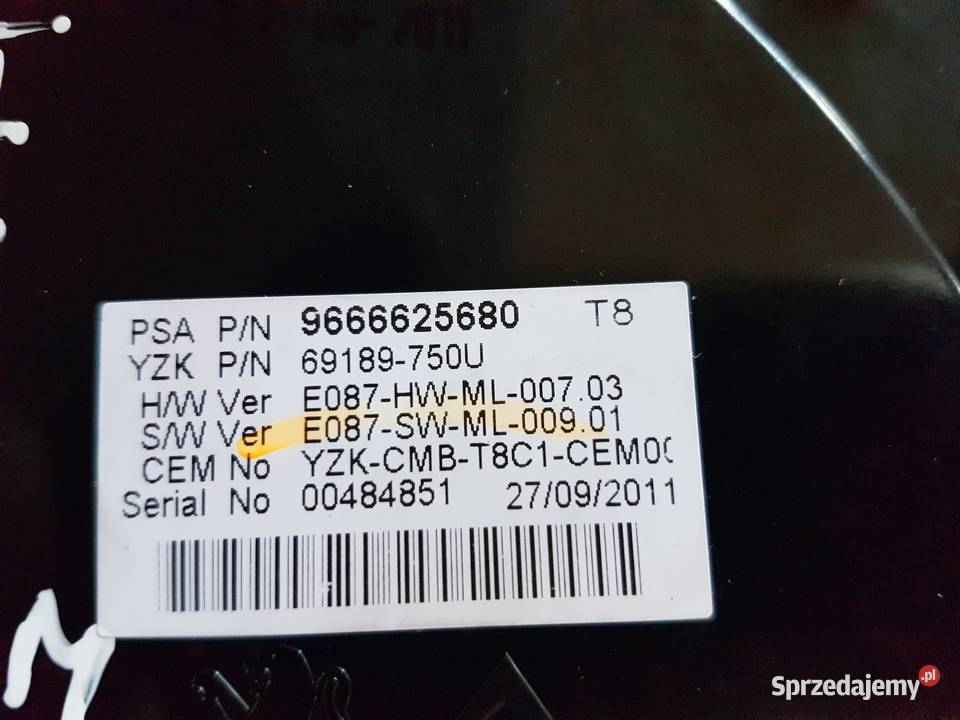 PSA P/N 9666625680 T8
YZK P/N 69189-750U
H/W Ver E087-HW-ML-007.03
S/W Ver E087-SW-ML-009.01
CEM No YZK-CMB-T8C1-CEM00
Serial No 00484851 27/09/2011
Sprzedajemy.pl